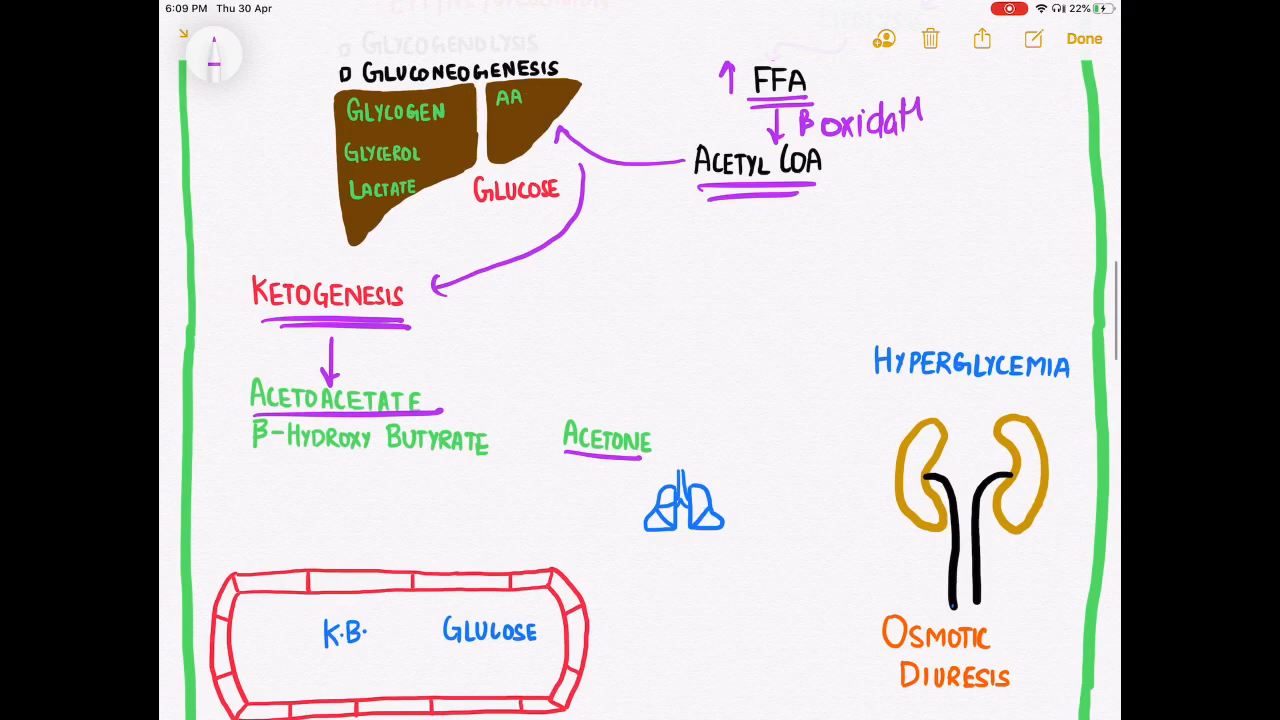 6:09 PM Thu 30 Apr
22%
Done
GLYCOGENOLYSIS
GLUCONEOGENESIS
GLYCOGEN
GLYCEROL
LACTATE
AA
GLUCOSE
FFA
β oxidatⁿ
ACETYL COA
KETOGENESIS
ACETOACETATE
β-HYDROXY BUTYRATE
ACETONE
HYPERGLYCEMIA
OSMOTIC
DIURESIS
K.B.
GLUCOSE